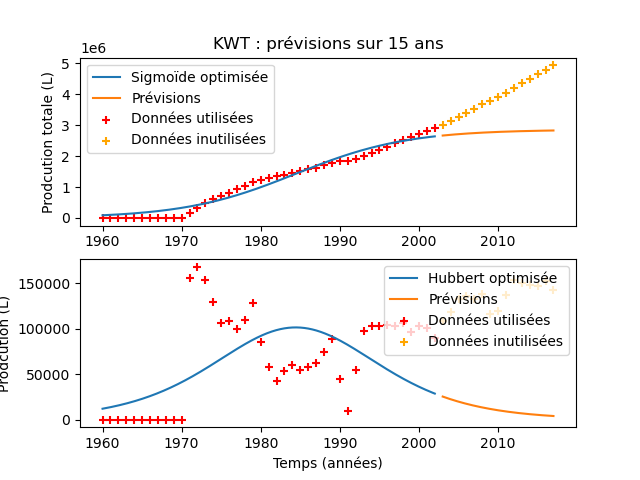 KWT : prévisions sur 15 ans
1e6
Prodcution totale (L)
5
4
3
2
1
0
Sigmoïde optimisée
Prévisions
Données utilisées
Données inutilisées
1960 1970 1980 1990 2000 2010
Prodcution (L)
150000
100000
50000
0
Hubbert optimisée
Prévisions
Données utilisées
Données inutilisées
1960 1970 1980 1990 2000 2010
Temps (années)